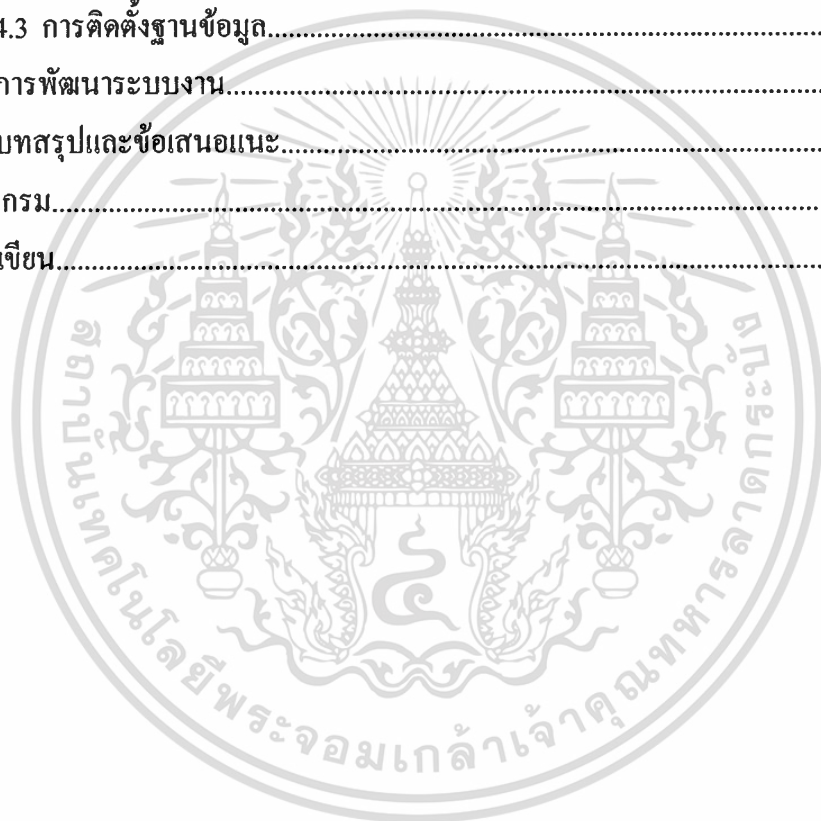 4.3 การติดตั้งฐานข้อมูล................................................................
การพัฒนาระบบงาน................................................................
บทสรุปและข้อเสนอแนะ................................................................
กรม................................................................
เขียน................................................................
สถาบันเทคโนโลยีพระจอมเกล้าเจ้าคุณทหารลาดกระบัง